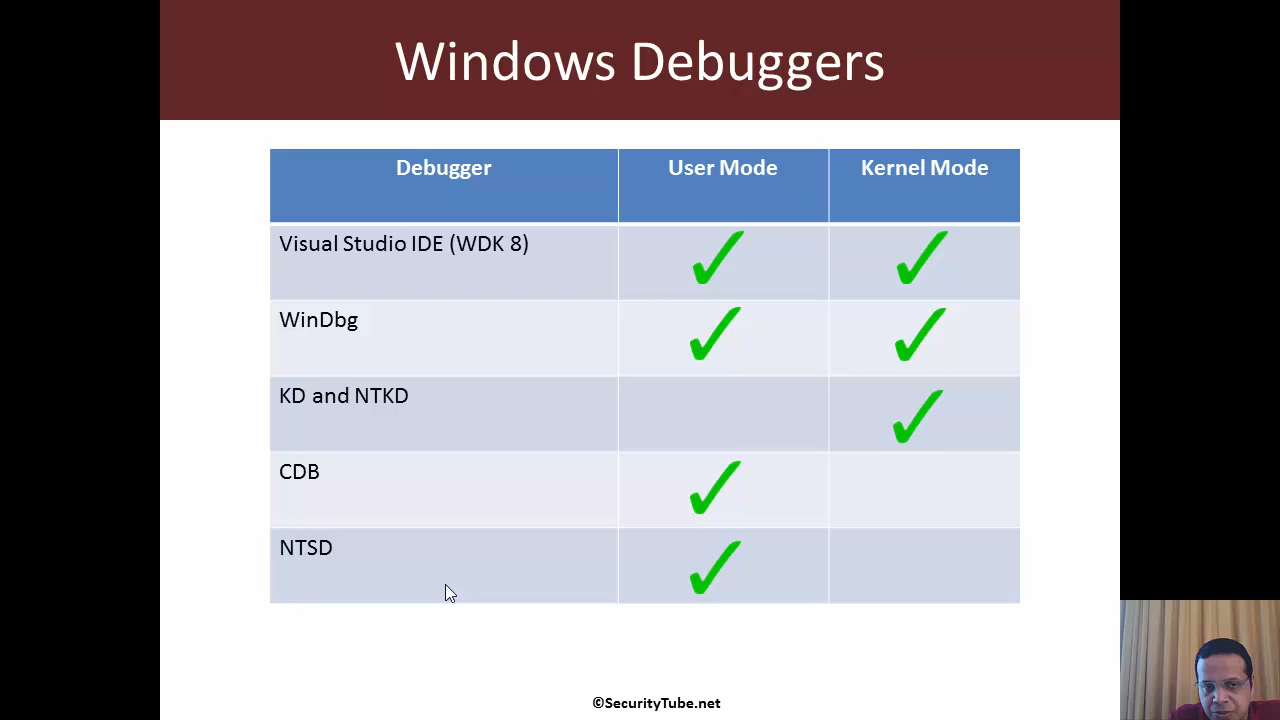 Windows Debuggers
Debugger User Mode Kernel Mode
Visual Studio IDE (WDK 8)
WinDbg
KD and NTKD
CDB
NTSD
©SecurityTube.net